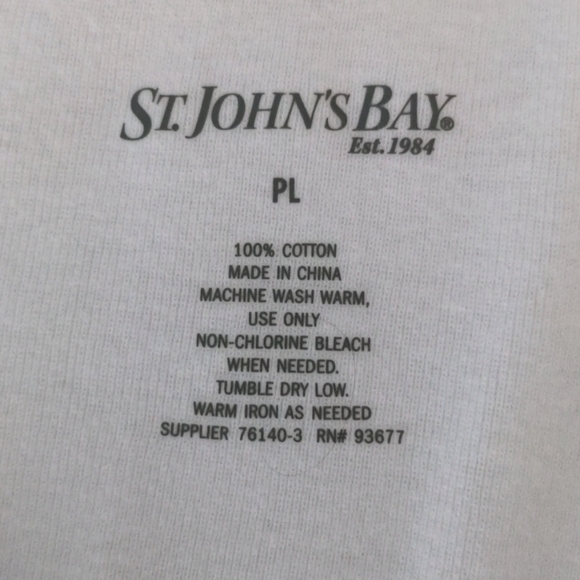 ST. JOHN'S BAY®
Est. 1984
PL
100% COTTON
MADE IN CHINA
MACHINE WASH WARM,
USE ONLY
NON-CHLORINE BLEACH
WHEN NEEDED.
TUMBLE DRY LOW.
WARM IRON AS NEEDED
SUPPLIER 76140-3 RN# 93677